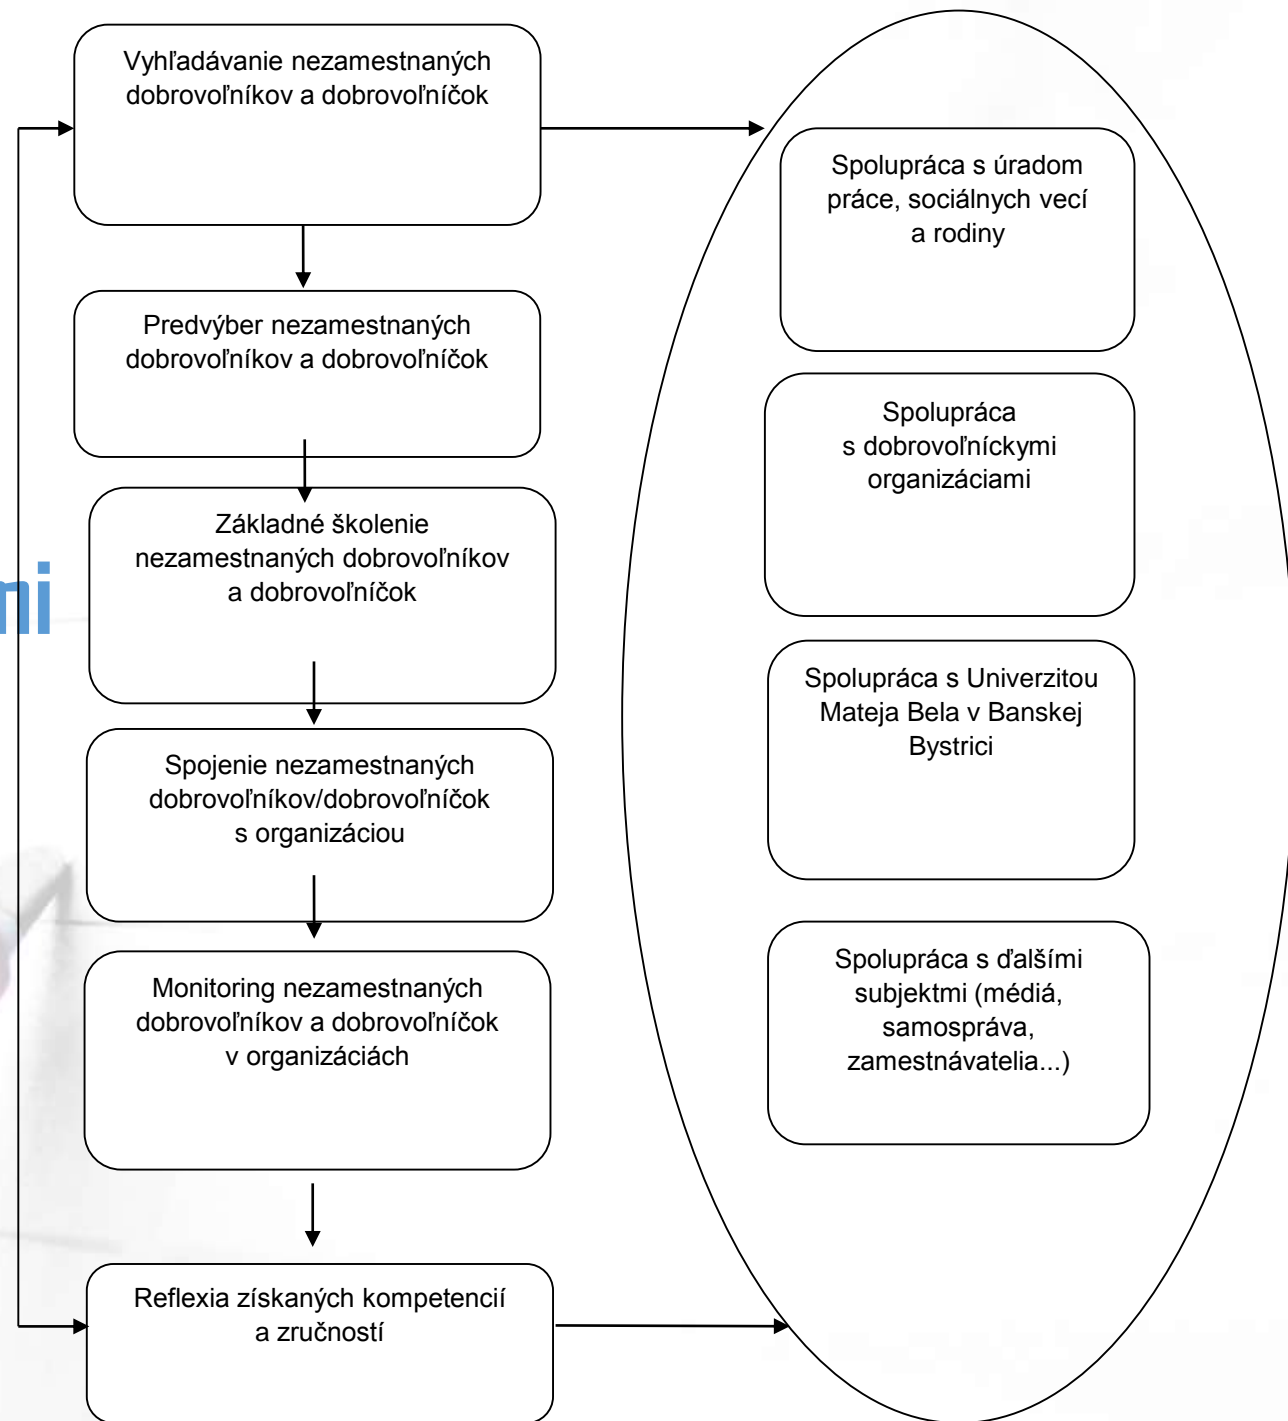 Vyhľadávanie nezamestnaných
dobrovoľníkov a dobrovoľníčok
Predvýber nezamestnaných
dobrovoľníkov a dobrovoľníčok
Základné školenie
nezamestnaných dobrovoľníkov
a dobrovoľníčok
Spojenie nezamestnaných
dobrovoľníkov/dobrovoľníčok
s organizáciou
Monitoring nezamestnaných
dobrovoľníkov a dobrovoľníčok
v organizáciách
Reflexia získaných kompetencií
a zručností
Spolupráca s úradom
práce, sociálnych vecí
a rodiny
Spolupráca
s dobrovoľníckymi
organizáciami
Spolupráca s Univerzitou
Mateja Bela v Banskej
Bystrici
Spolupráca s ďalšími
subjektmi (médiá,
samospráva,
zamestnávatelia...)